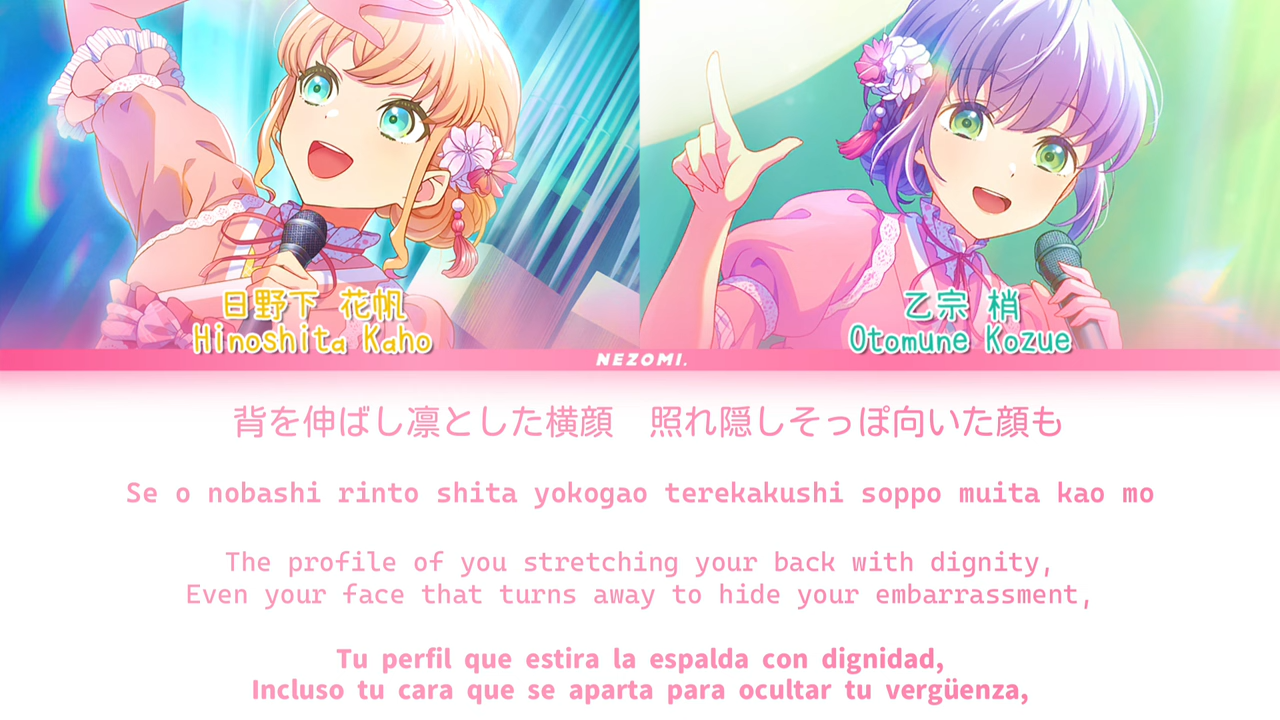 日野下 花帆
Hinoshita Kaho
乙宗 梢
Otomune Kozue
NEZOMI.
背を伸ばし凛とした横顔　照れ隠しそっぽ向いた顔も
Se o nobashi rinto shita yokogao terekakushi soppo muita kao mo
The profile of you stretching your back with dignity,
Even your face that turns away to hide your embarrassment,
Tu perfil que estira la espalda con dignidad,
Incluso tu cara que se aparta para ocultar tu vergüenza,